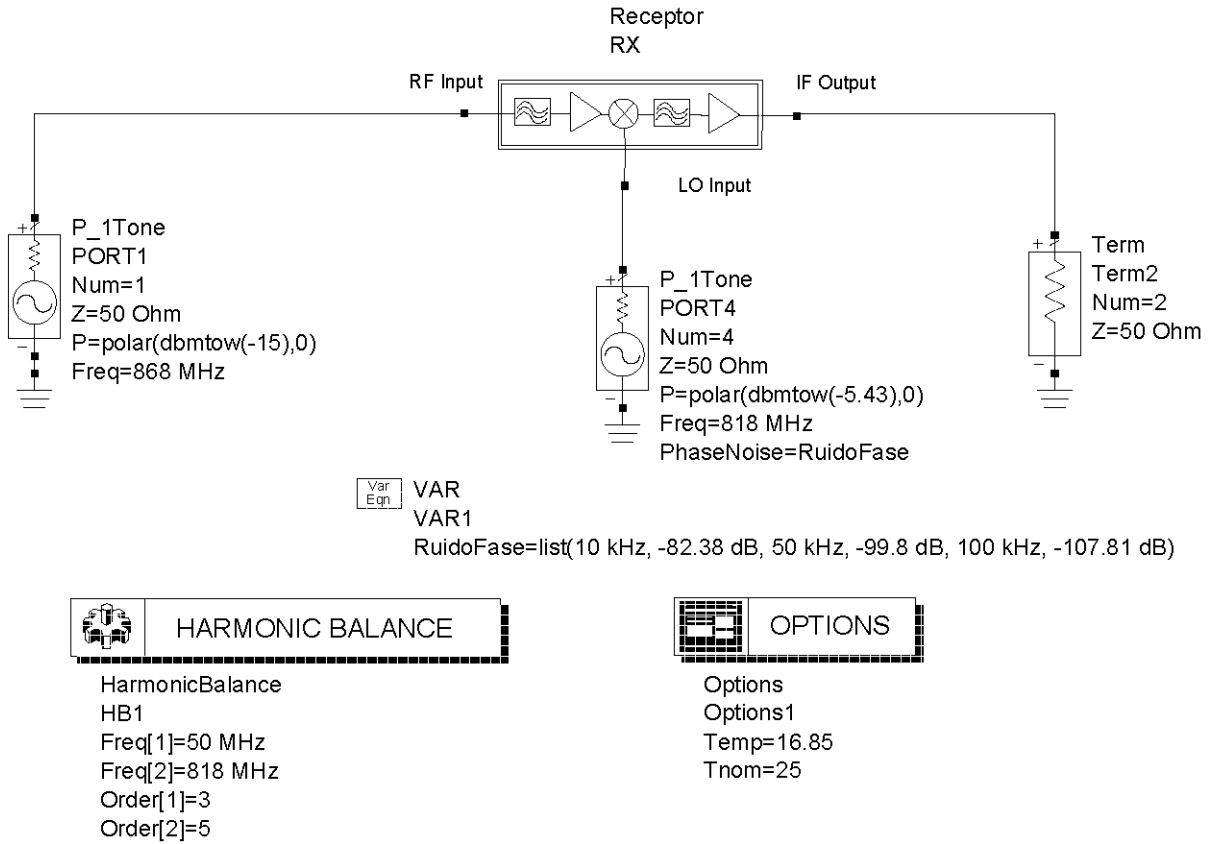 Receptor
RX
RF Input
IF Output
LO Input
P_1Tone
PORT1
Num=1
Z=50 Ohm
P=polar(dbmtow(-15),0)
Freq=868 MHz
P_1Tone
PORT4
Num=4
Z=50 Ohm
P=polar(dbmtow(-5.43),0)
Freq=818 MHz
PhaseNoise=RuidoFase
Term
Term2
Num=2
Z=50 Ohm
Var
Eqn
VAR
VAR1
RuidoFase=list(10 kHz, -82.38 dB, 50 kHz, -99.8 dB, 100 kHz, -107.81 dB)
HARMONIC BALANCE
HarmonicBalance
HB1
Freq[1]=50 MHz
Freq[2]=818 MHz
Order[1]=3
Order[2]=5
OPTIONS
Options
Options1
Temp=16.85
Tnom=25